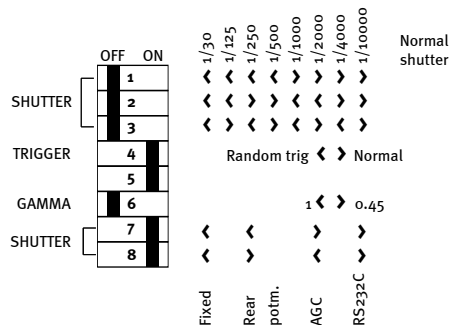 1/30 1/125 1/250 1/500 1/1000 1/2000 1/4000 1/10000
Normal
shutter
OFF ON
SHUTTER
1
2
3
TRIGGER 4 Random trig Normal
5
GAMMA 6 1 0.45
SHUTTER
7
8
Fixed Rear potm. AGC RS232C